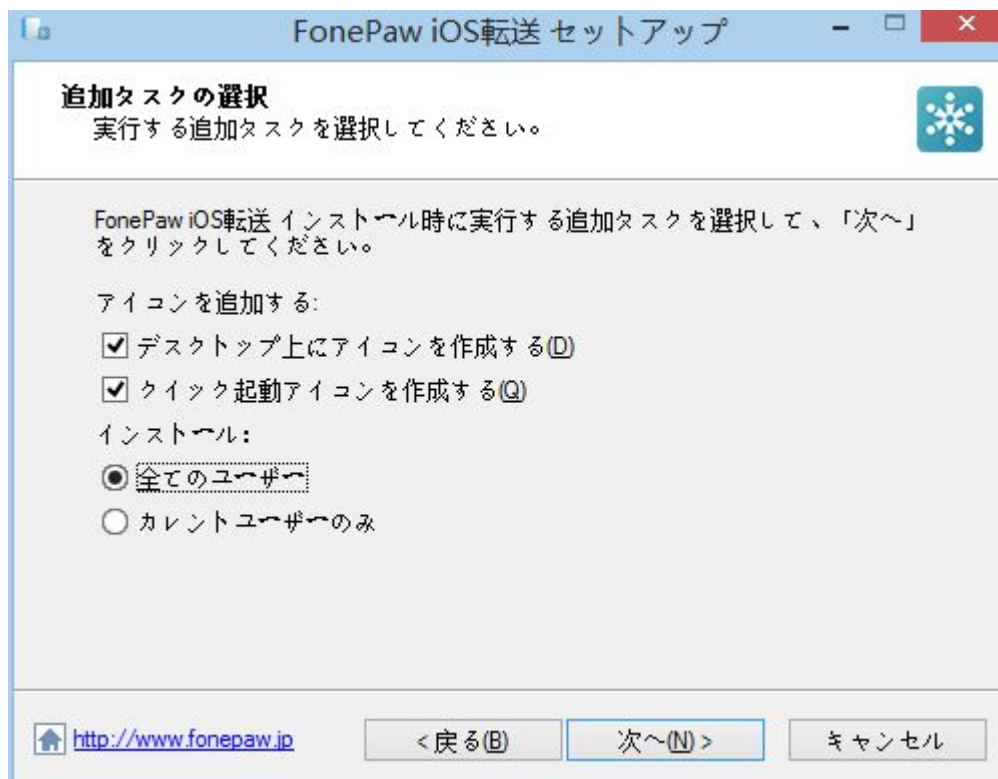 FonePaw iOS転送 セットアップ
追加タスクの選択
実行する追加タスクを選択してください。
FonePaw iOS転送 インストール時に実行する追加タスクを選択して、「次へ」
をクリックしてください。
アイコンを追加する:
デスクトップ上にアイコンを作成する(D)
クイック起動アイコンを作成する(Q)
インストール:
全てのユーザー
カレントユーザーのみ
http://www.fonepaw.jp
<戻る(B)
次へ(N)>
キャンセル